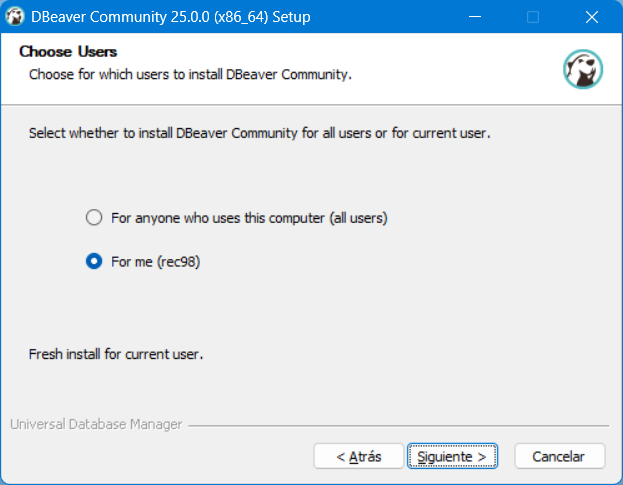 DBeaver Community 25.0.0 (x86_64) Setup
Choose Users
Choose for which users to install DBeaver Community.
Select whether to install DBeaver Community for all users or for current user.
For anyone who uses this computer (all users)
For me (rec98)
Fresh install for current user.
Universal Database Manager
< Atrás
Siguiente >
Cancelar